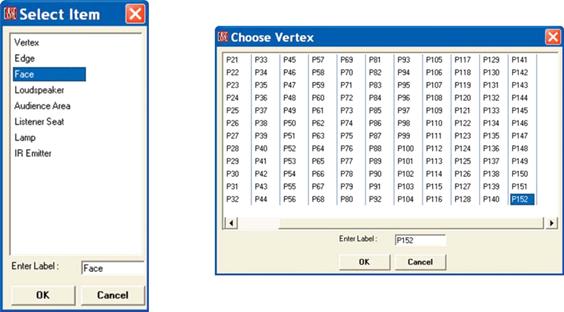 Select Item
Vertex
Edge
Face
Loudspeaker
Audience Area
Listener Seat
Lamp
IR Emitter
Enter Label :
Face
OK Cancel
Choose Vertex
P21 P33 P45 P57 P69 P81 P93 P105 P117 P129 P141
P22 P34 P46 P58 P70 P82 P94 P106 P118 P130 P142
P23 P35 P47 P59 P71 P83 P95 P107 P119 P131 P143
P24 P36 P48 P60 P72 P84 P96 P108 P120 P132 P144
P25 P37 P49 P61 P73 P85 P97 P109 P121 P133 P145
P26 P38 P50 P62 P74 P86 P98 P110 P122 P134 P146
P27 P39 P51 P63 P75 P87 P99 P111 P123 P135 P147
P28 P40 P52 P64 P76 P88 P100 P112 P124 P136 P148
P29 P41 P53 P65 P77 P89 P101 P113 P125 P137 P149
P30 P42 P54 P66 P78 P90 P102 P114 P126 P138 P150
P31 P43 P55 P67 P79 P91 P103 P115 P127 P139 P151
P32 P44 P56 P68 P80 P92 P104 P116 P128 P140 P152
Enter Label : P152
OK Cancel